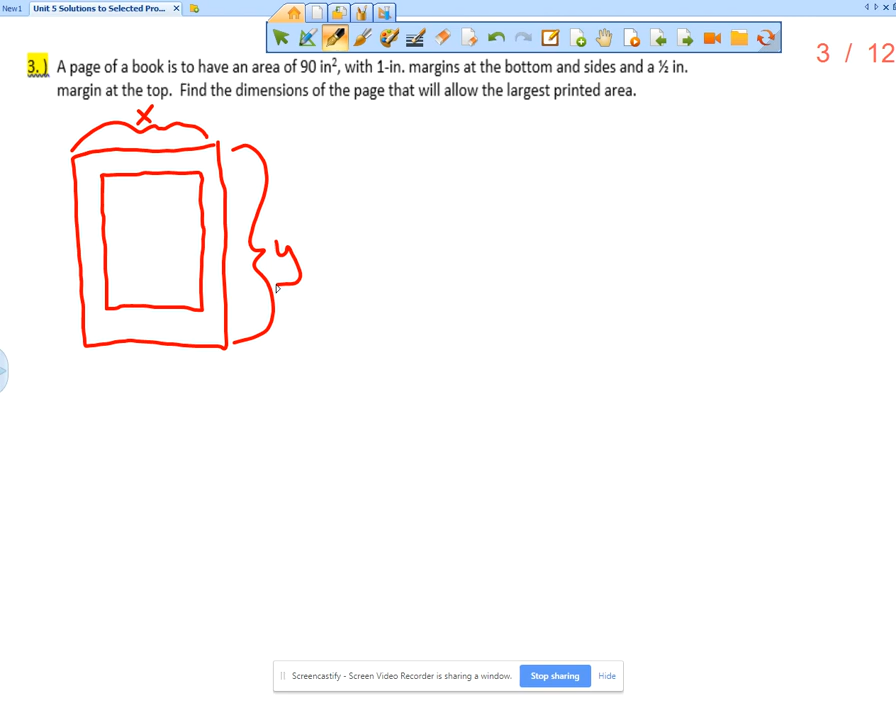 New1
Unit 5 Solutions to Selected Pro...
3 / 12
3. ) A page of a book is to have an area of 90 in², with 1-in. margins at the bottom and sides and a ½ in.
margin at the top. Find the dimensions of the page that will allow the largest printed area.
x
y
Screencastify - Screen Video Recorder is sharing a window.
Stop sharing
Hide